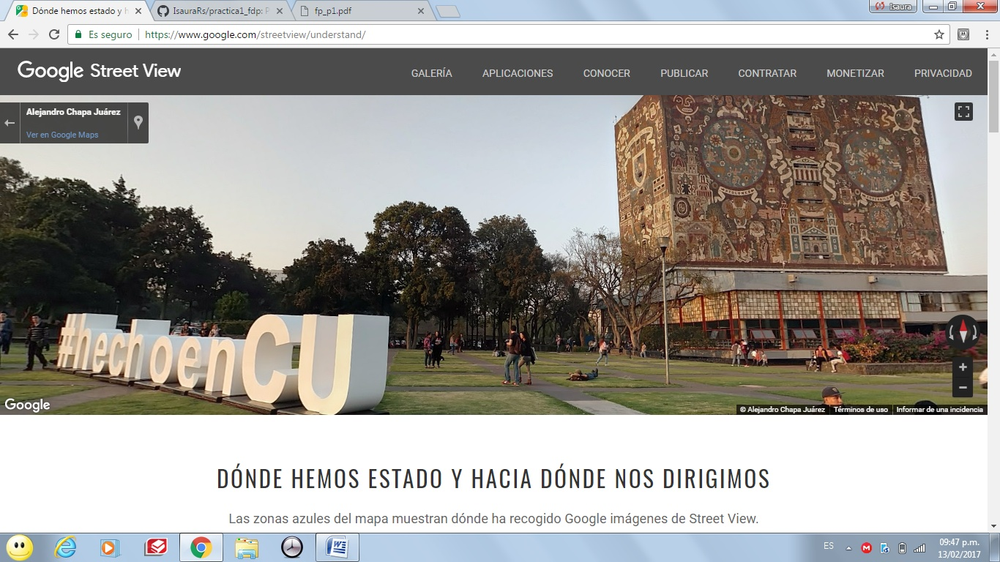 Dónde hemos estado y h
IsauraRs/practica1_fdp: P
fp_p1.pdf
Isaura
Es seguro
https://www.google.com/streetview/understand/
Google Street View
GALERÍA
APLICACIONES
CONOCER
PUBLICAR
CONTRATAR
MONETIZAR
PRIVACIDAD
Alejandro Chapa Juárez
Ver en Google Maps
#hechoenCU
Google
© Alejandro Chapa Juárez
Términos de uso
Informar de una incidencia
DÓNDE HEMOS ESTADO Y HACIA DÓNDE NOS DIRIGIMOS
Las zonas azules del mapa muestran dónde ha recogido Google imágenes de Street View.
ES
09:47 p.m.
13/02/2017